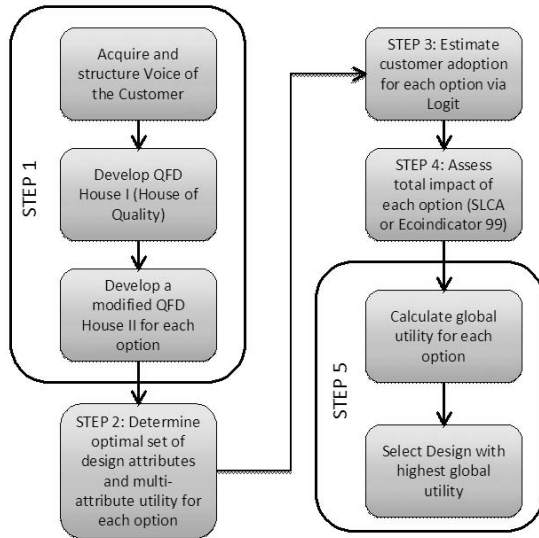 STEP 1
Acquire and
structure Voice of
the Customer
Develop QFD
House I (House of
Quality)
Develop a
modified QFD
House II for each
option
STEP 2: Determine
optimal set of
design attributes
and multi-
attribute utility for
each option
STEP 3: Estimate
customer adoption
for each option via
Logit
STEP 4: Assess
total impact of
each option (SLCA
or Ecoindicator 99)
STEP 5
Calculate global
utility for each
option
Select Design with
highest global
utility